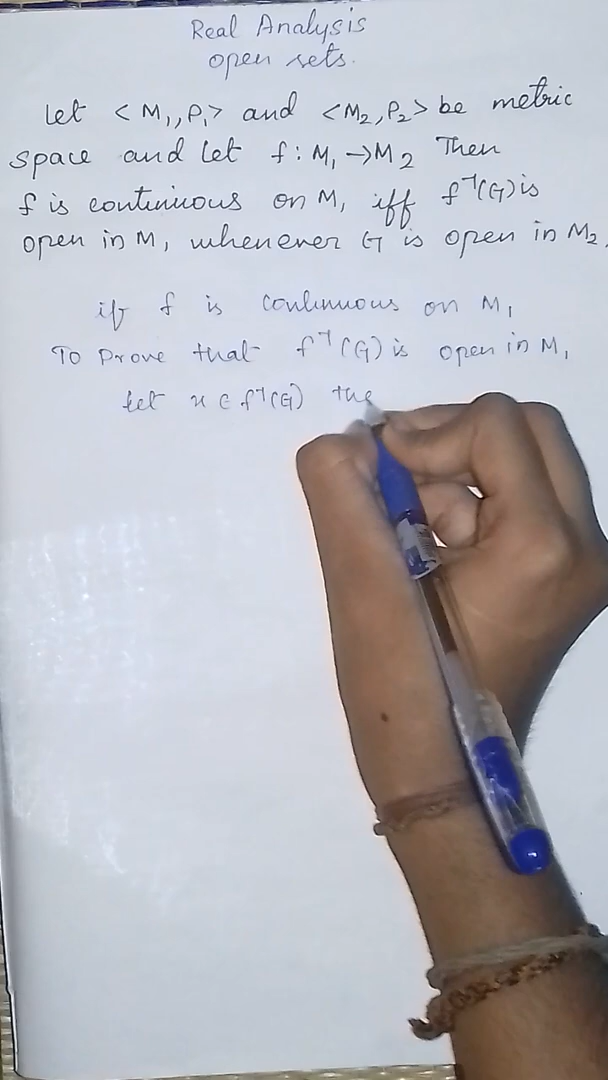 Real Analysis
open sets.
Let <M₁,P₁> and <M₂,P₂> be metric
space and let f: M₁→M₂ Then
f is continuous on M₁ iff f⁻¹(G) is
open in M₁ whenever G is open in M₂.
if f is continuous on M₁
To Prove that f⁻¹(G) is open in M₁
Let x ∈ f⁻¹(G) the